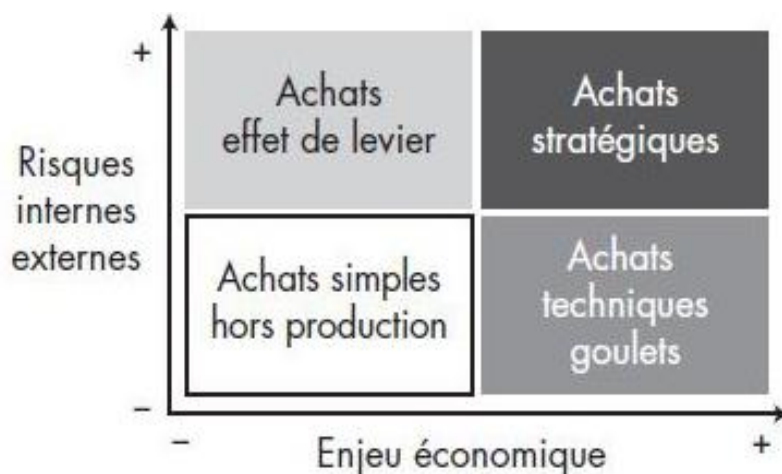 +
Risques
internes
externes
–
Achats
effet de levier
Achats
stratégiques
Achats simples
hors production
Achats
techniques
goulets
–
Enjeu économique
+